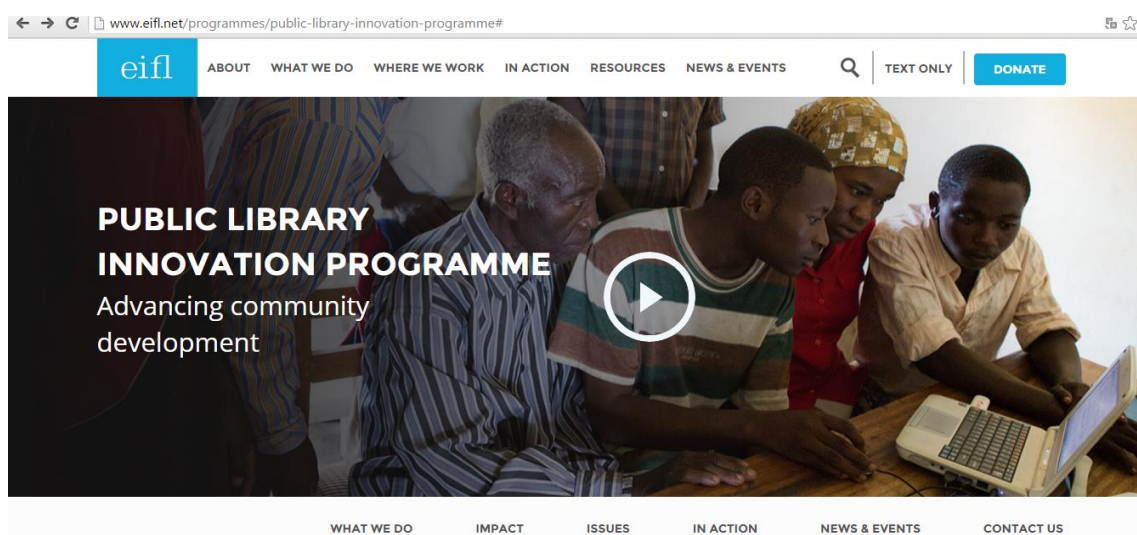 www.eifl.net/programmes/public-library-innovation-programme#
eifl ABOUT WHAT WE DO WHERE WE WORK IN ACTION RESOURCES NEWS & EVENTS TEXT ONLY DONATE
PUBLIC LIBRARY
INNOVATION PROGRAMME
Advancing community
development
WHAT WE DO IMPACT ISSUES IN ACTION NEWS & EVENTS CONTACT US